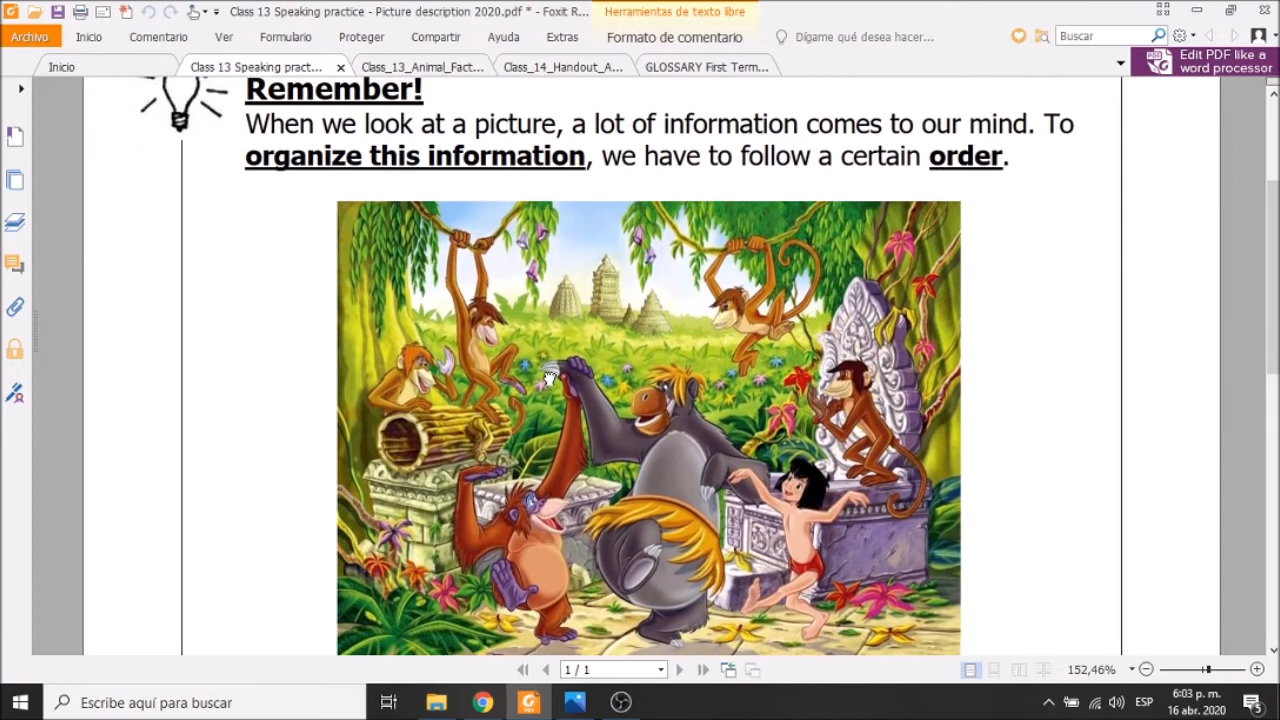 Class 13 Speaking practice - Picture description 2020.pdf * - Foxit R...
Herramientas de texto libre
Archivo Inicio Comentario Ver Formulario Proteger Compartir Ayuda Extras Formato de comentario Dígame qué desea hacer... Buscar
Inicio Class 13 Speaking pract... Class_13_Animal_Fact... Class_14_Handout_A... GLOSSARY First Term...
Edit PDF like a
word processor
Remember!
When we look at a picture, a lot of information comes to our mind. To
organize this information, we have to follow a certain order.
1 / 1
152,46%
Escribe aquí para buscar
ESP
6:03 p. m.
16 abr. 2020
5